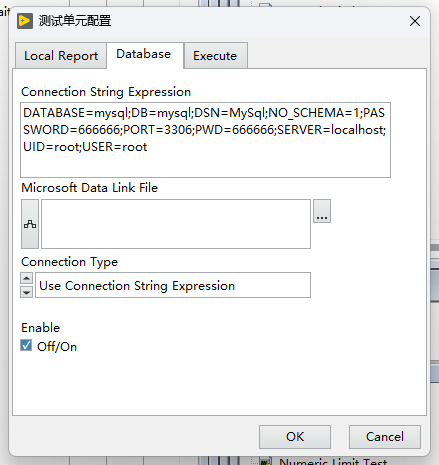 测试单元配置
Local Report
Database
Execute
Connection String Expression
DATABASE=mysql;DB=mysql;DSN=MySql;NO_SCHEMA=1;PAS
SWORD=666666;PORT=3306;PWD=666666;SERVER=localhost;
UID=root;USER=root
Microsoft Data Link File
...
Connection Type
Use Connection String Expression
Enable
Off/On
OK
Cancel
Numeric Limit Test